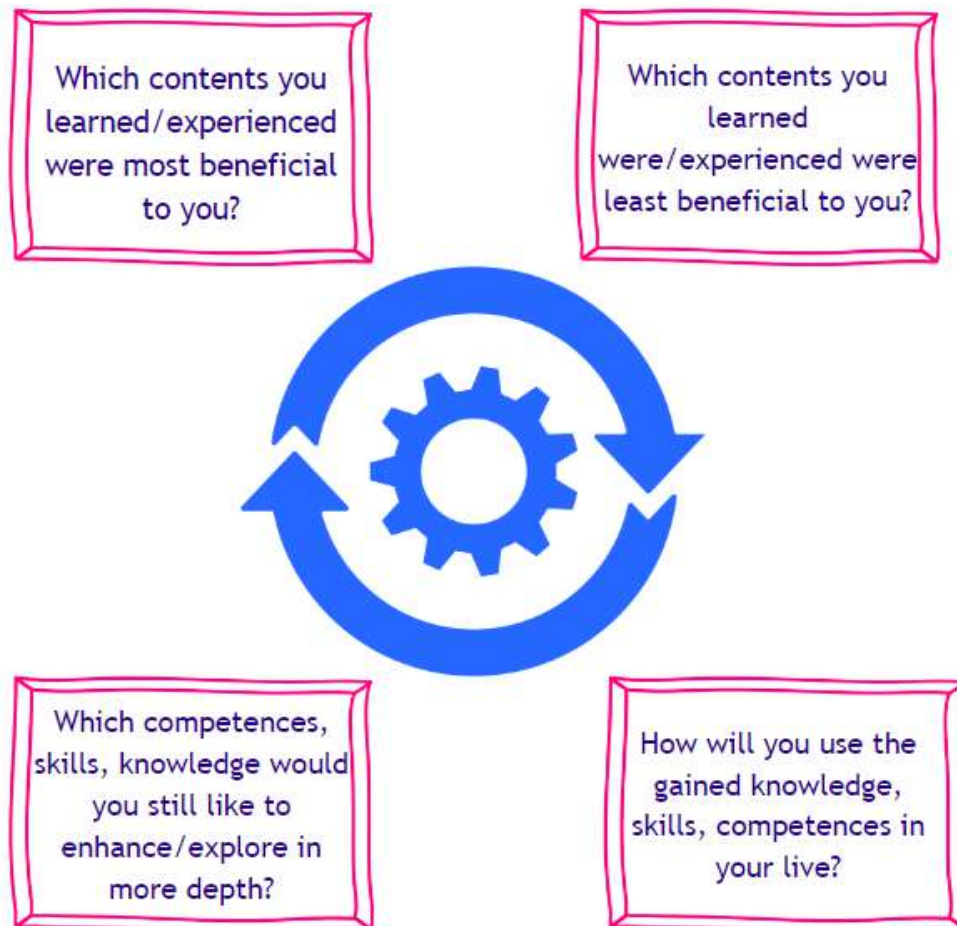 Which contents you
learned/experienced
were most beneficial
to you?
Which contents you
learned
were/experienced were
least beneficial to you?
Which competences,
skills, knowledge would
you still like to
enhance/explore in
more depth?
How will you use the
gained knowledge,
skills, competences in
your live?